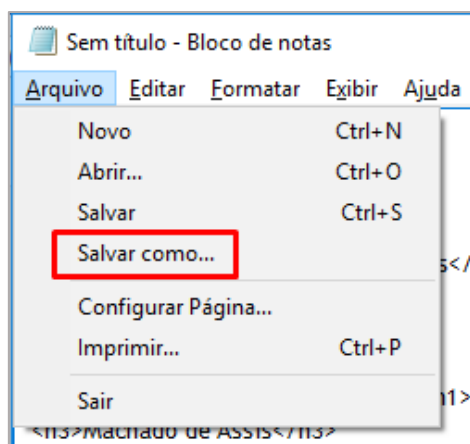 Sem título - Bloco de notas
Arquivo Editar Formatar Exibir Ajuda
Novo Ctrl+N
Abrir... Ctrl+O
Salvar Ctrl+S
Salvar como...
s</
Configurar Página...
Imprimir... Ctrl+P
Sair
h1>
<h3>Machado de Assis</h3>